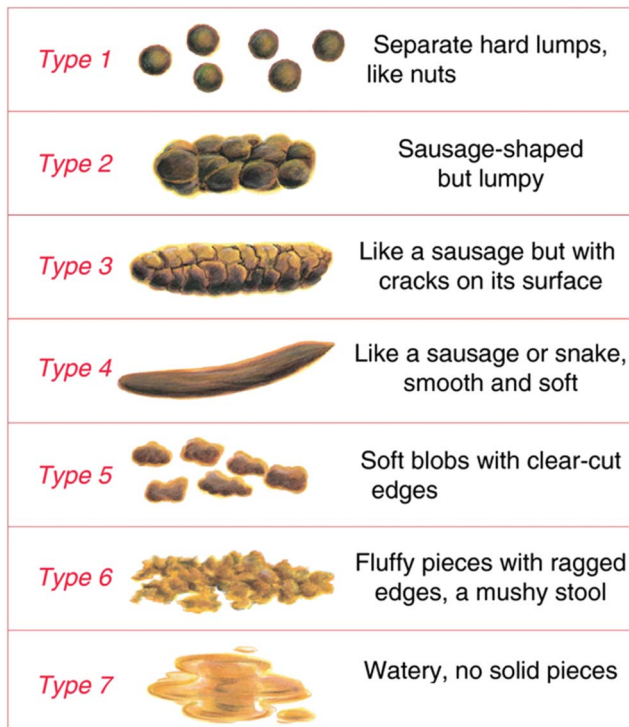 Type 1
Separate hard lumps,
like nuts
Type 2
Sausage-shaped
but lumpy
Type 3
Like a sausage but with
cracks on its surface
Type 4
Like a sausage or snake,
smooth and soft
Type 5
Soft blobs with clear-cut
edges
Type 6
Fluffy pieces with ragged
edges, a mushy stool
Type 7
Watery, no solid pieces